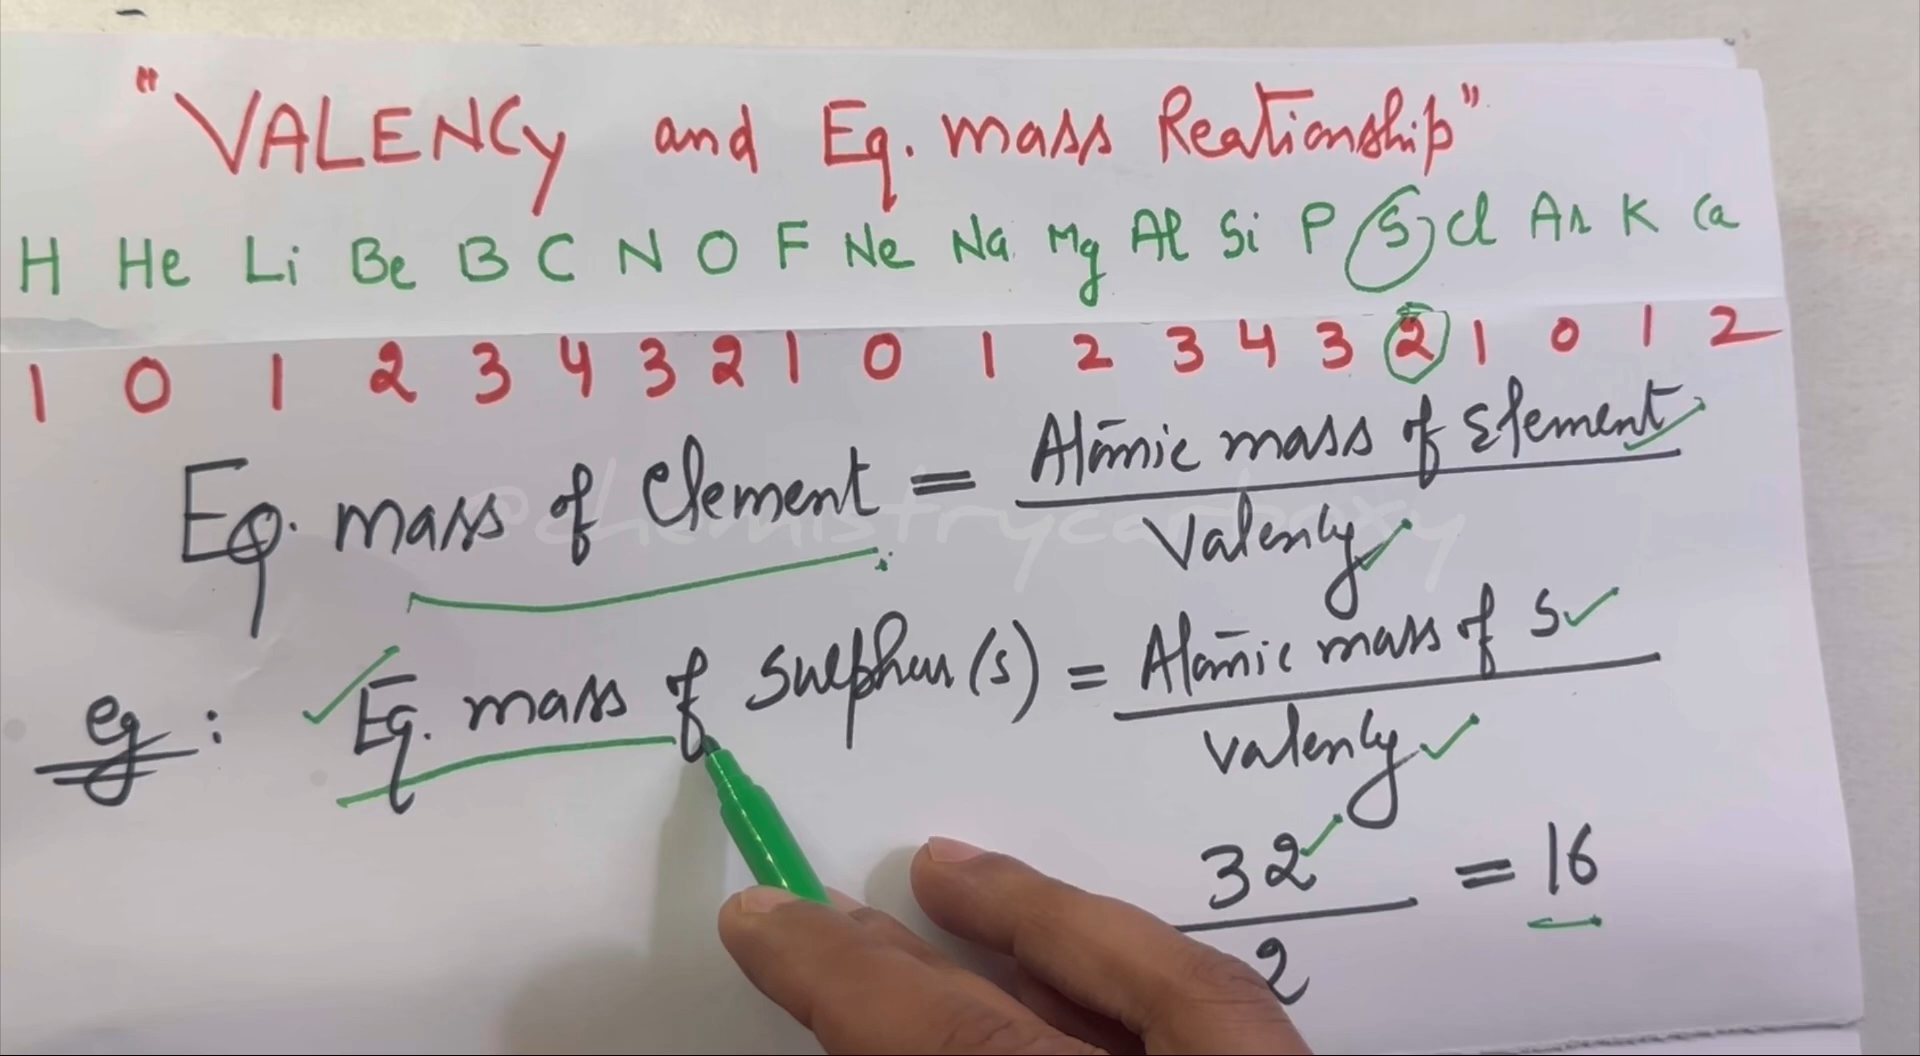 "VALENCy and Eq. mass Reationship"
H He Li Be B C N O F Ne Na Mg Al Si P S Cl Ar K Ca
1 0 1 2 3 4 3 2 1 0 1 2 3 4 3 2 1 0 1 2
Eq. mass of Element = Atomic mass of Element
Valency
@chemistrycarboxy
eg: Eq. mass of sulphur (s) = Atomic mass of S
valency
32 = 16
2